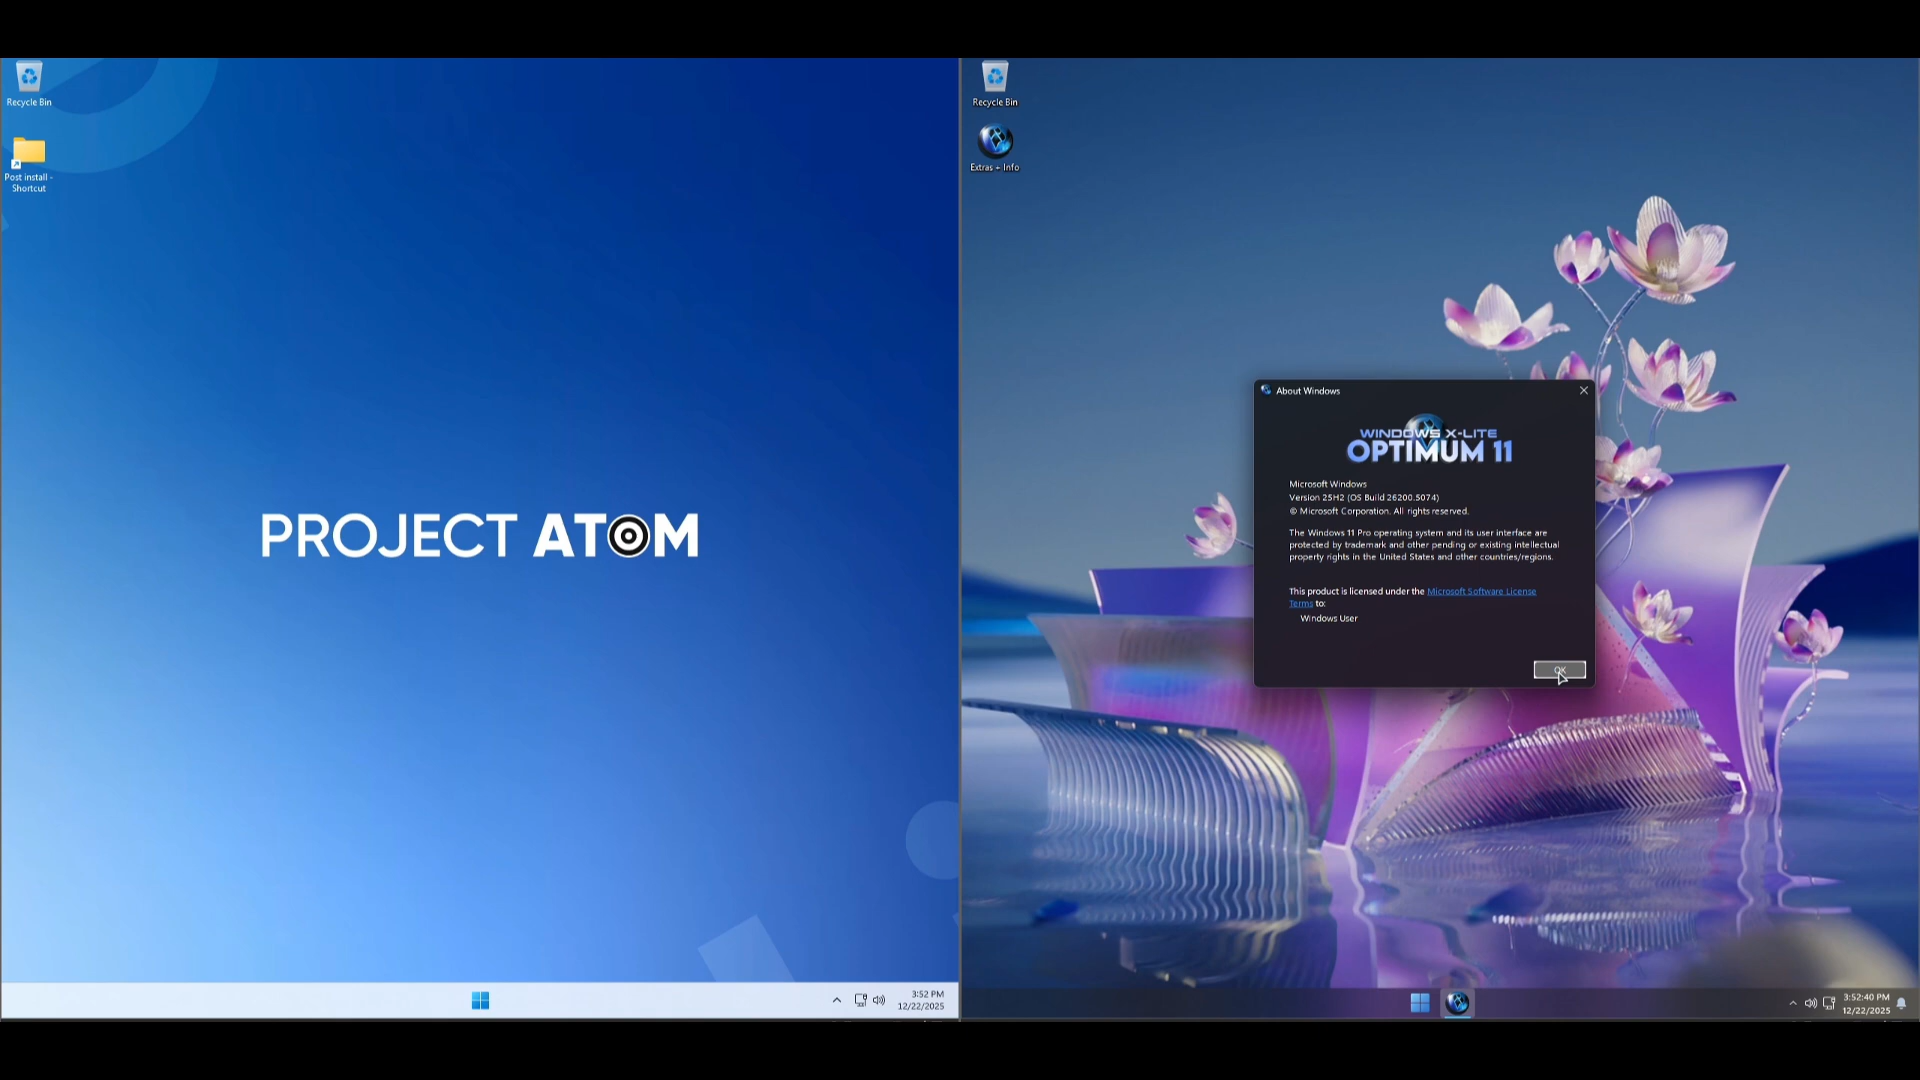 Recycle Bin
Post install -
Shortcut
PROJECT ATOM
3:52 PM
12/22/2025
Recycle Bin
Extras + Info
About Windows
WINDOWS X-LITE
OPTIMUM 11
Microsoft Windows
Version 25H2 (OS Build 26200.5074)
© Microsoft Corporation. All rights reserved.
The Windows 11 Pro operating system and its user interface are
protected by trademark and other pending or existing intellectual
property rights in the United States and other countries/regions.
This product is licensed under the Microsoft Software License
Terms to:
Windows User
OK
3:52:40 PM
12/22/2025